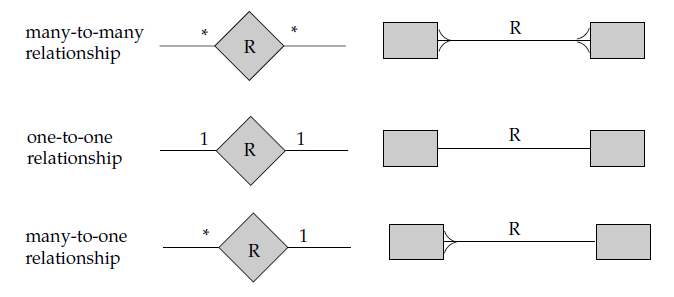 many-to-many
relationship
* R *
R
one-to-one
relationship
1 R 1
R
many-to-one
relationship
* R 1
R